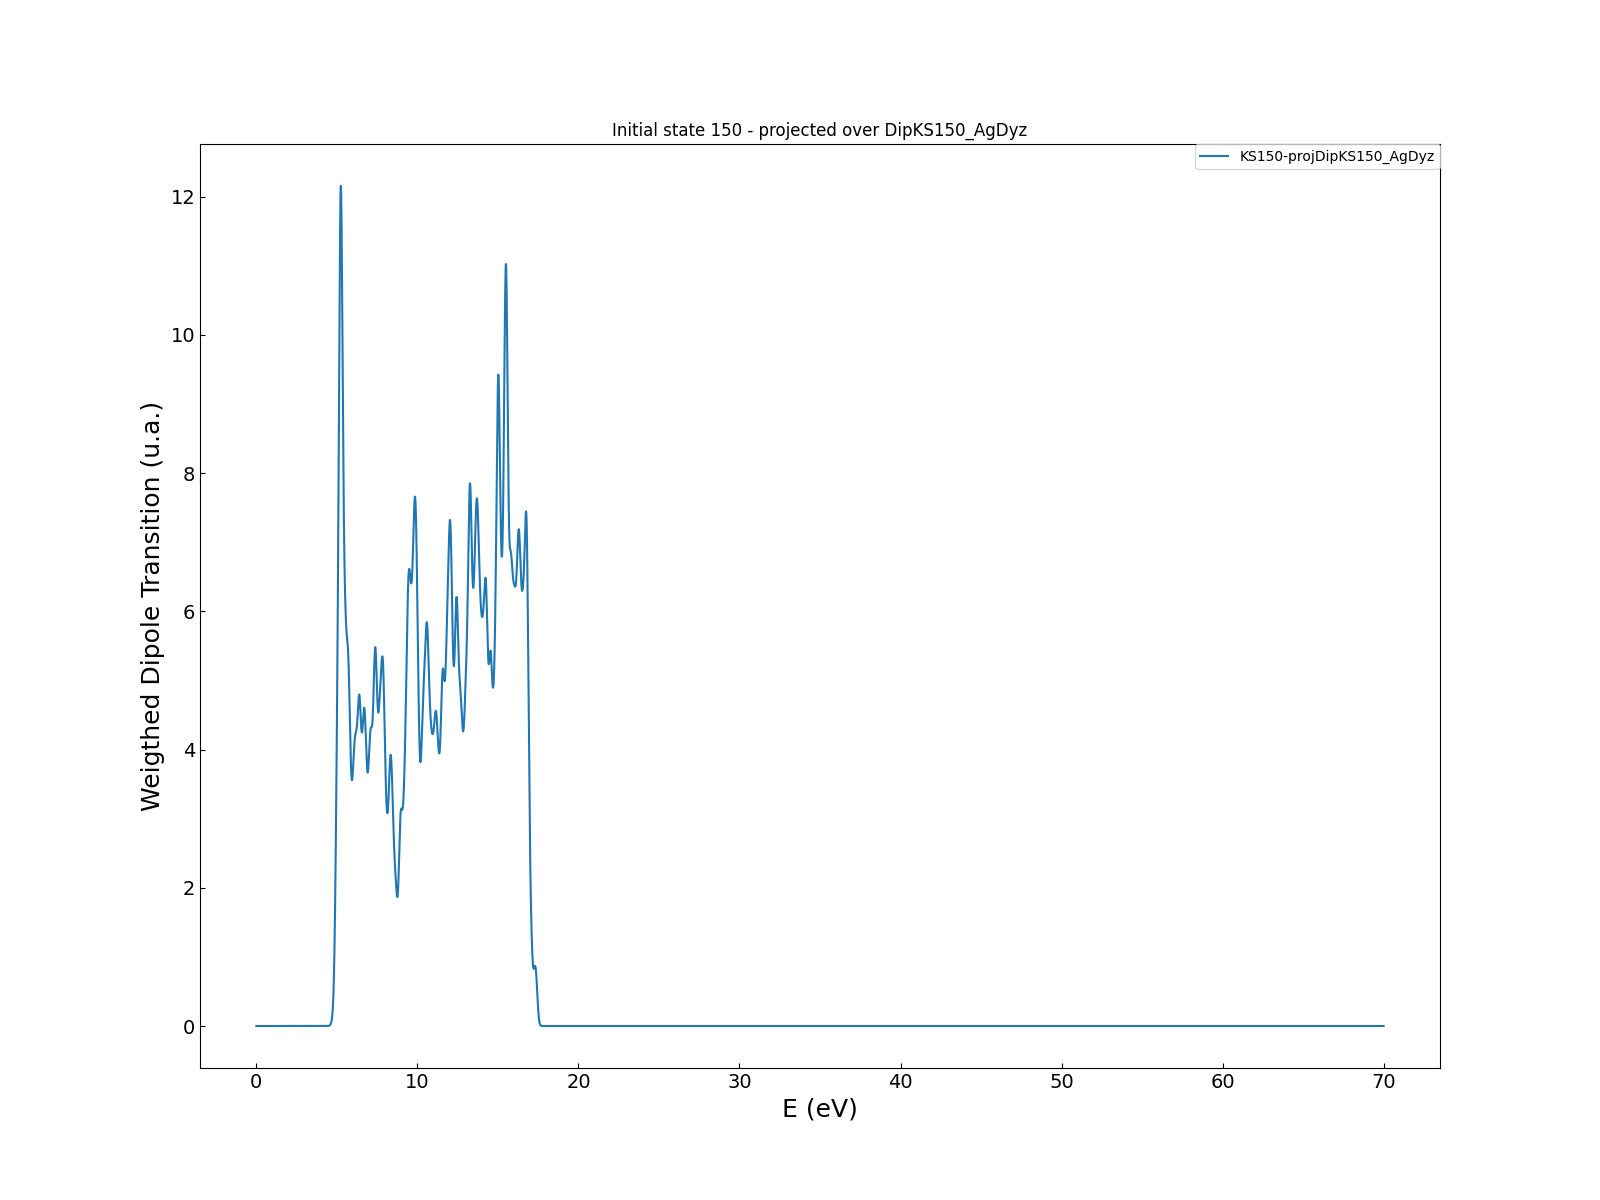 Initial state 150 - projected over DipKS150_AgDyz
KS150-projDipKS150_AgDyz
12
10
8
6
4
2
0
Weigthed Dipole Transition (u.a.)
0 10 20 30 40 50 60 70
E (eV)